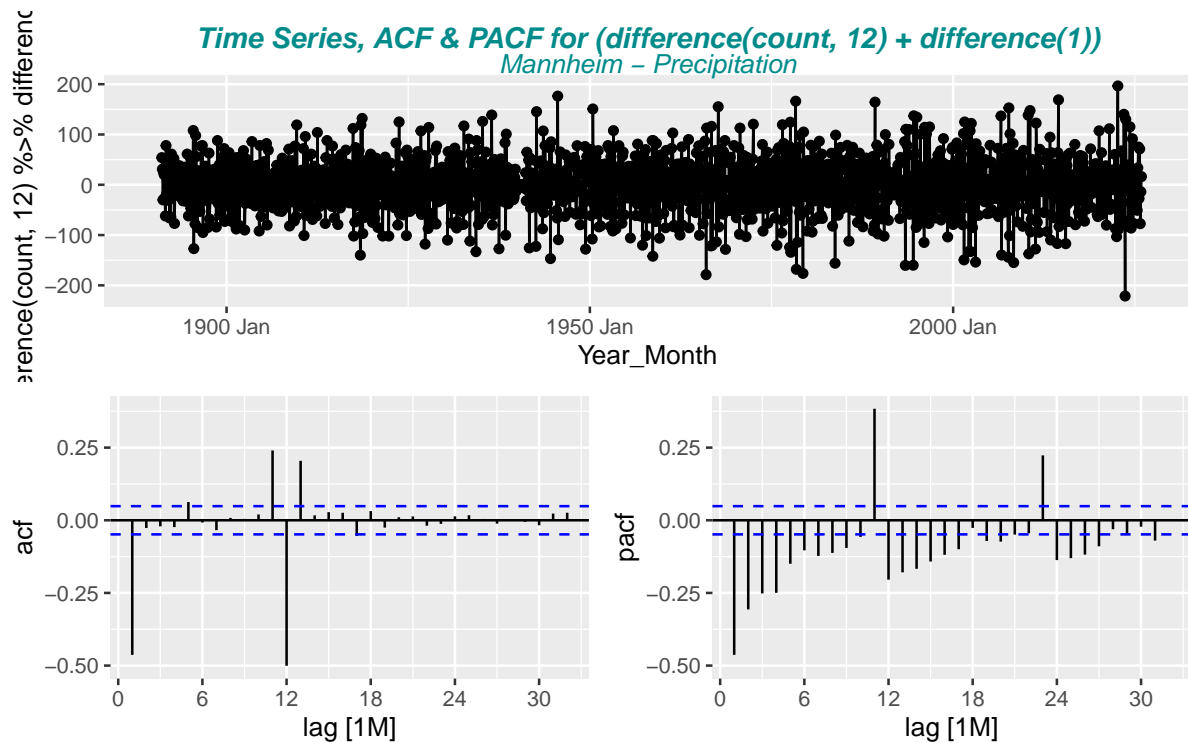 Time Series, ACF & PACF for (difference(count, 12) + difference(1))
Mannheim − Precipitation
erence(count, 12) %>% differenc
200
100
0
−100
−200
1900 Jan
1950 Jan
2000 Jan
Year_Month
acf
0.25
0.00
−0.25
−0.50
0
6
12
18
24
30
lag [1M]
pacf
0.25
0.00
−0.25
−0.50
0
6
12
18
24
30
lag [1M]